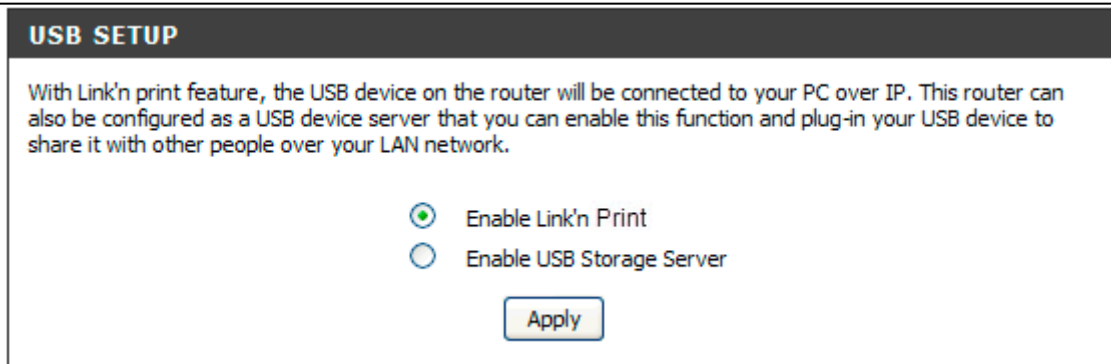 USB SETUP
With Link'n print feature, the USB device on the router will be connected to your PC over IP. This router can
also be configured as a USB device server that you can enable this function and plug-in your USB device to
share it with other people over your LAN network.
Enable Link'n Print
Enable USB Storage Server
Apply